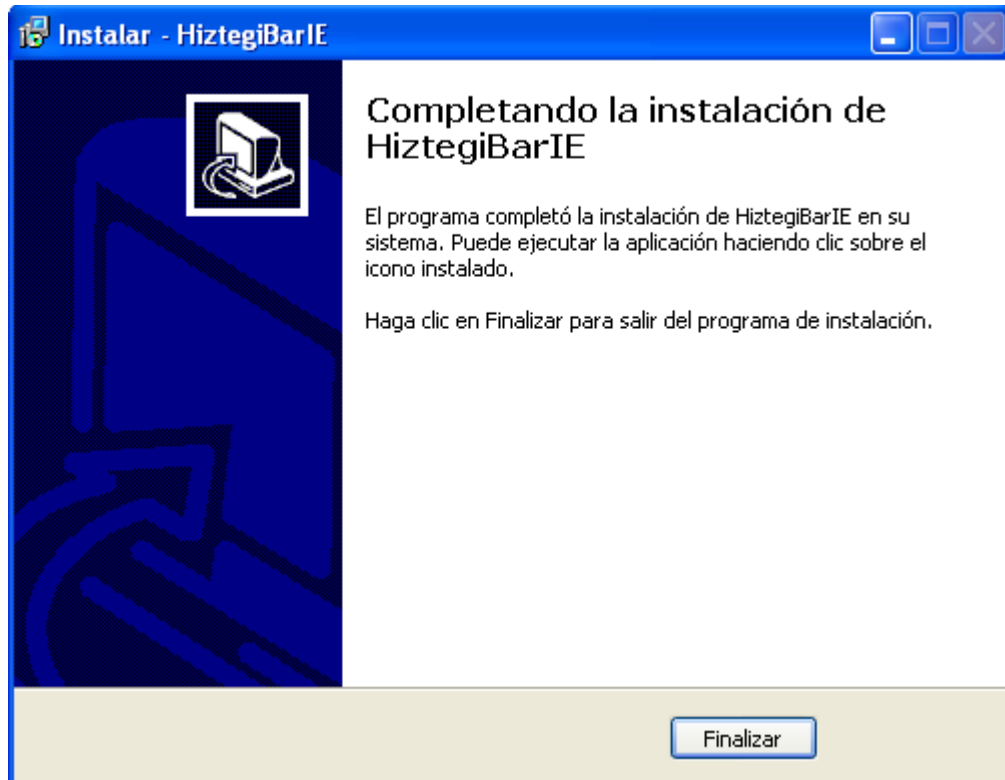 Instalar - HiztegiBarIE
Completando la instalación de
HiztegiBarIE
El programa completó la instalación de HiztegiBarIE en su
sistema. Puede ejecutar la aplicación haciendo clic sobre el
icono instalado.
Haga clic en Finalizar para salir del programa de instalación.
Finalizar